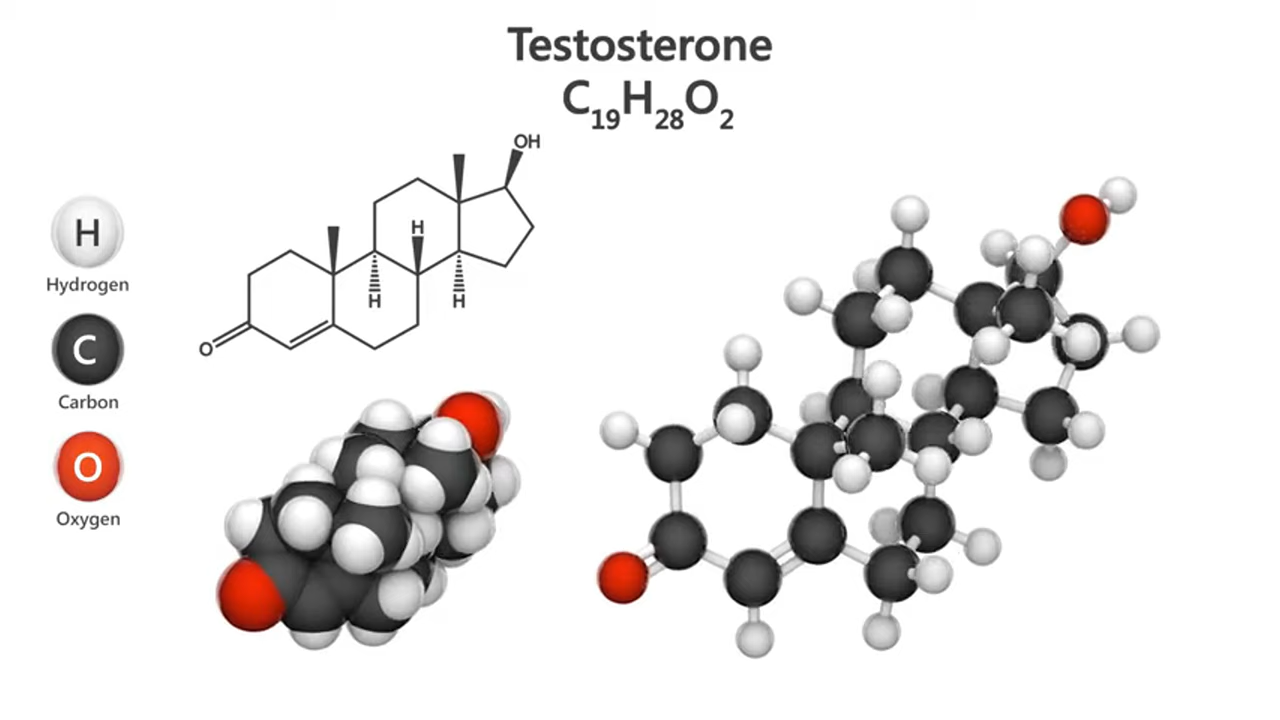 Testosterone
C₁₉H₂₈O₂
OH
H
H
H
O
H
Hydrogen
C
Carbon
O
Oxygen